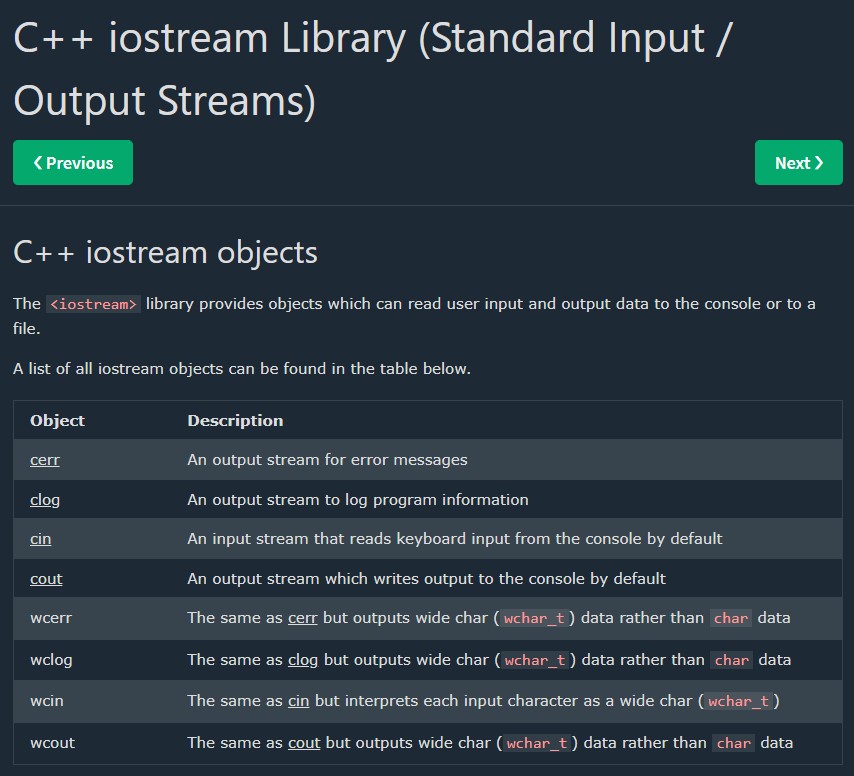 C++ iostream Library (Standard Input /
Output Streams)
❮ Previous
Next ❯
C++ iostream objects
The <iostream> library provides objects which can read user input and output data to the console or to a
file.
A list of all iostream objects can be found in the table below.
Object Description
cerr An output stream for error messages
clog An output stream to log program information
cin An input stream that reads keyboard input from the console by default
cout An output stream which writes output to the console by default
wcerr The same as cerr but outputs wide char (wchar_t) data rather than char data
wclog The same as clog but outputs wide char (wchar_t) data rather than char data
wcin The same as cin but interprets each input character as a wide char (wchar_t)
wcout The same as cout but outputs wide char (wchar_t) data rather than char data